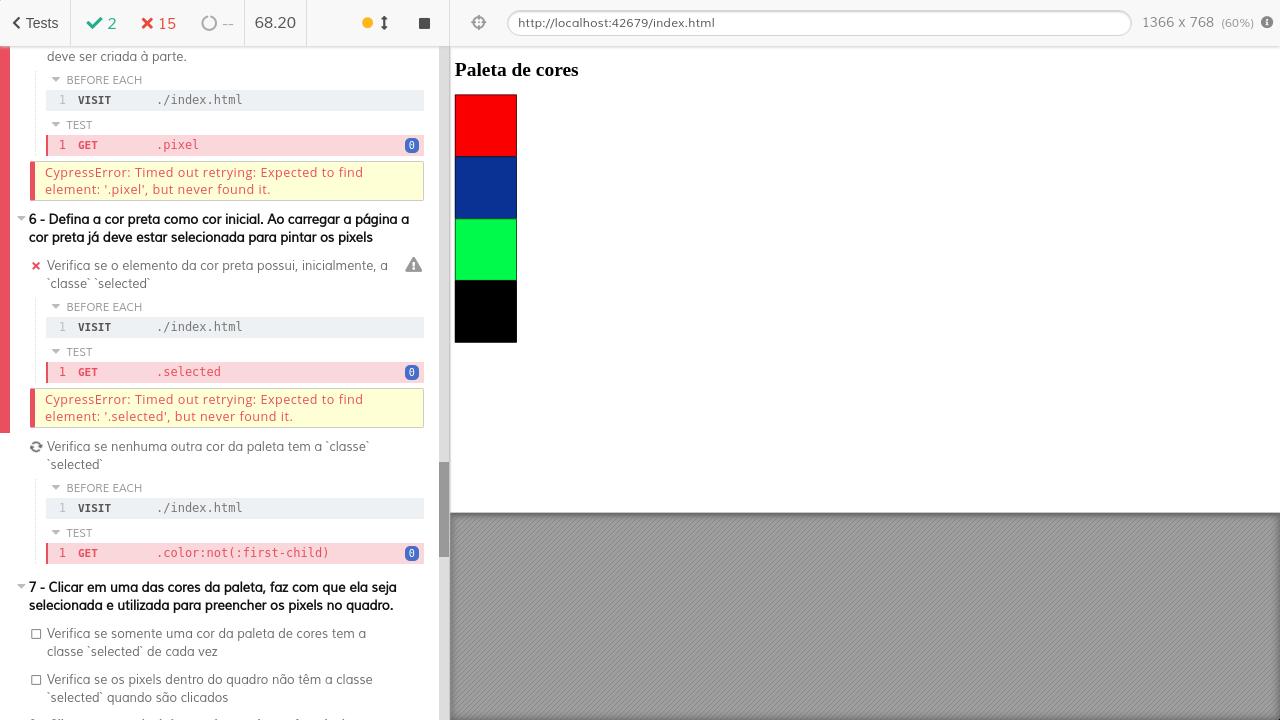 Tests 2 15 -- 68.20 http://localhost:42679/index.html 1366 x 768 (60%)
deve ser criada à parte.
BEFORE EACH
1 VISIT ./index.html
TEST
1 GET .pixel 0
CypressError: Timed out retrying: Expected to find
element: '.pixel', but never found it.
6 - Defina a cor preta como cor inicial. Ao carregar a página a
cor preta já deve estar selecionada para pintar os pixels
Verifica se o elemento da cor preta possui, inicialmente, a
`classe` `selected`
BEFORE EACH
1 VISIT ./index.html
TEST
1 GET .selected 0
CypressError: Timed out retrying: Expected to find
element: '.selected', but never found it.
Verifica se nenhuma outra cor da paleta tem a `classe`
`selected`
BEFORE EACH
1 VISIT ./index.html
TEST
1 GET .color:not(:first-child) 0
7 - Clicar em uma das cores da paleta, faz com que ela seja
selecionada e utilizada para preencher os pixels no quadro.
Verifica se somente uma cor da paleta de cores tem a
classe `selected` de cada vez
Verifica se os pixels dentro do quadro não têm a classe
`selected` quando são clicados
Paleta de cores